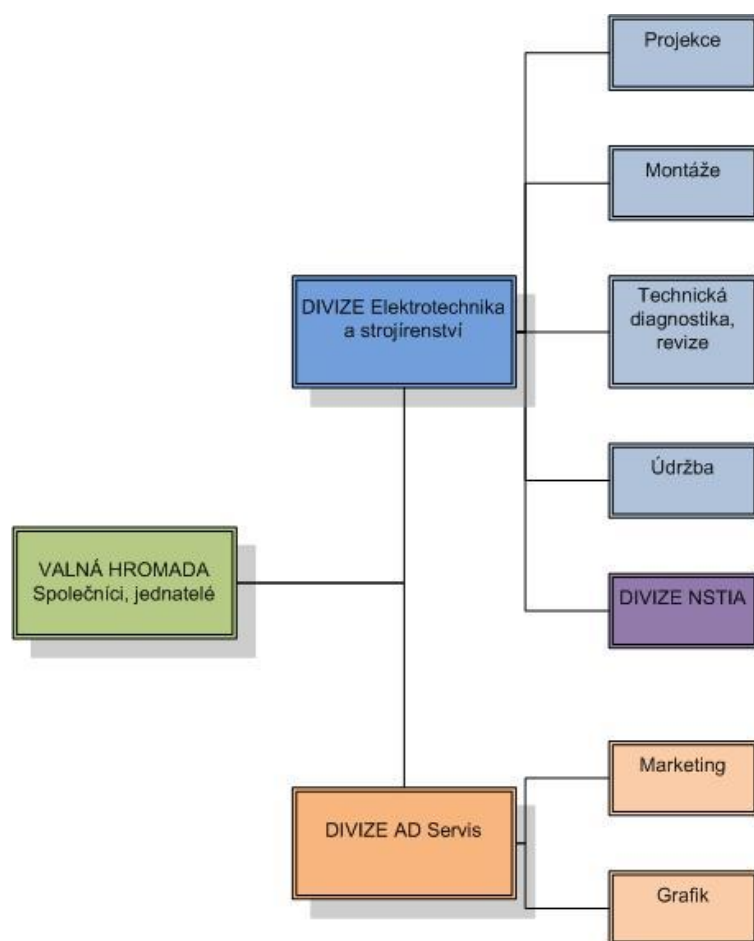 Projekce
Montáže
DIVIZE Elektrotechnika
a strojírenství
Technická
diagnostika,
revize
Údržba
VALNÁ HROMADA
Společníci, jednatelé
DIVIZE NSTIA
Marketing
DIVIZE AD Servis
Grafik